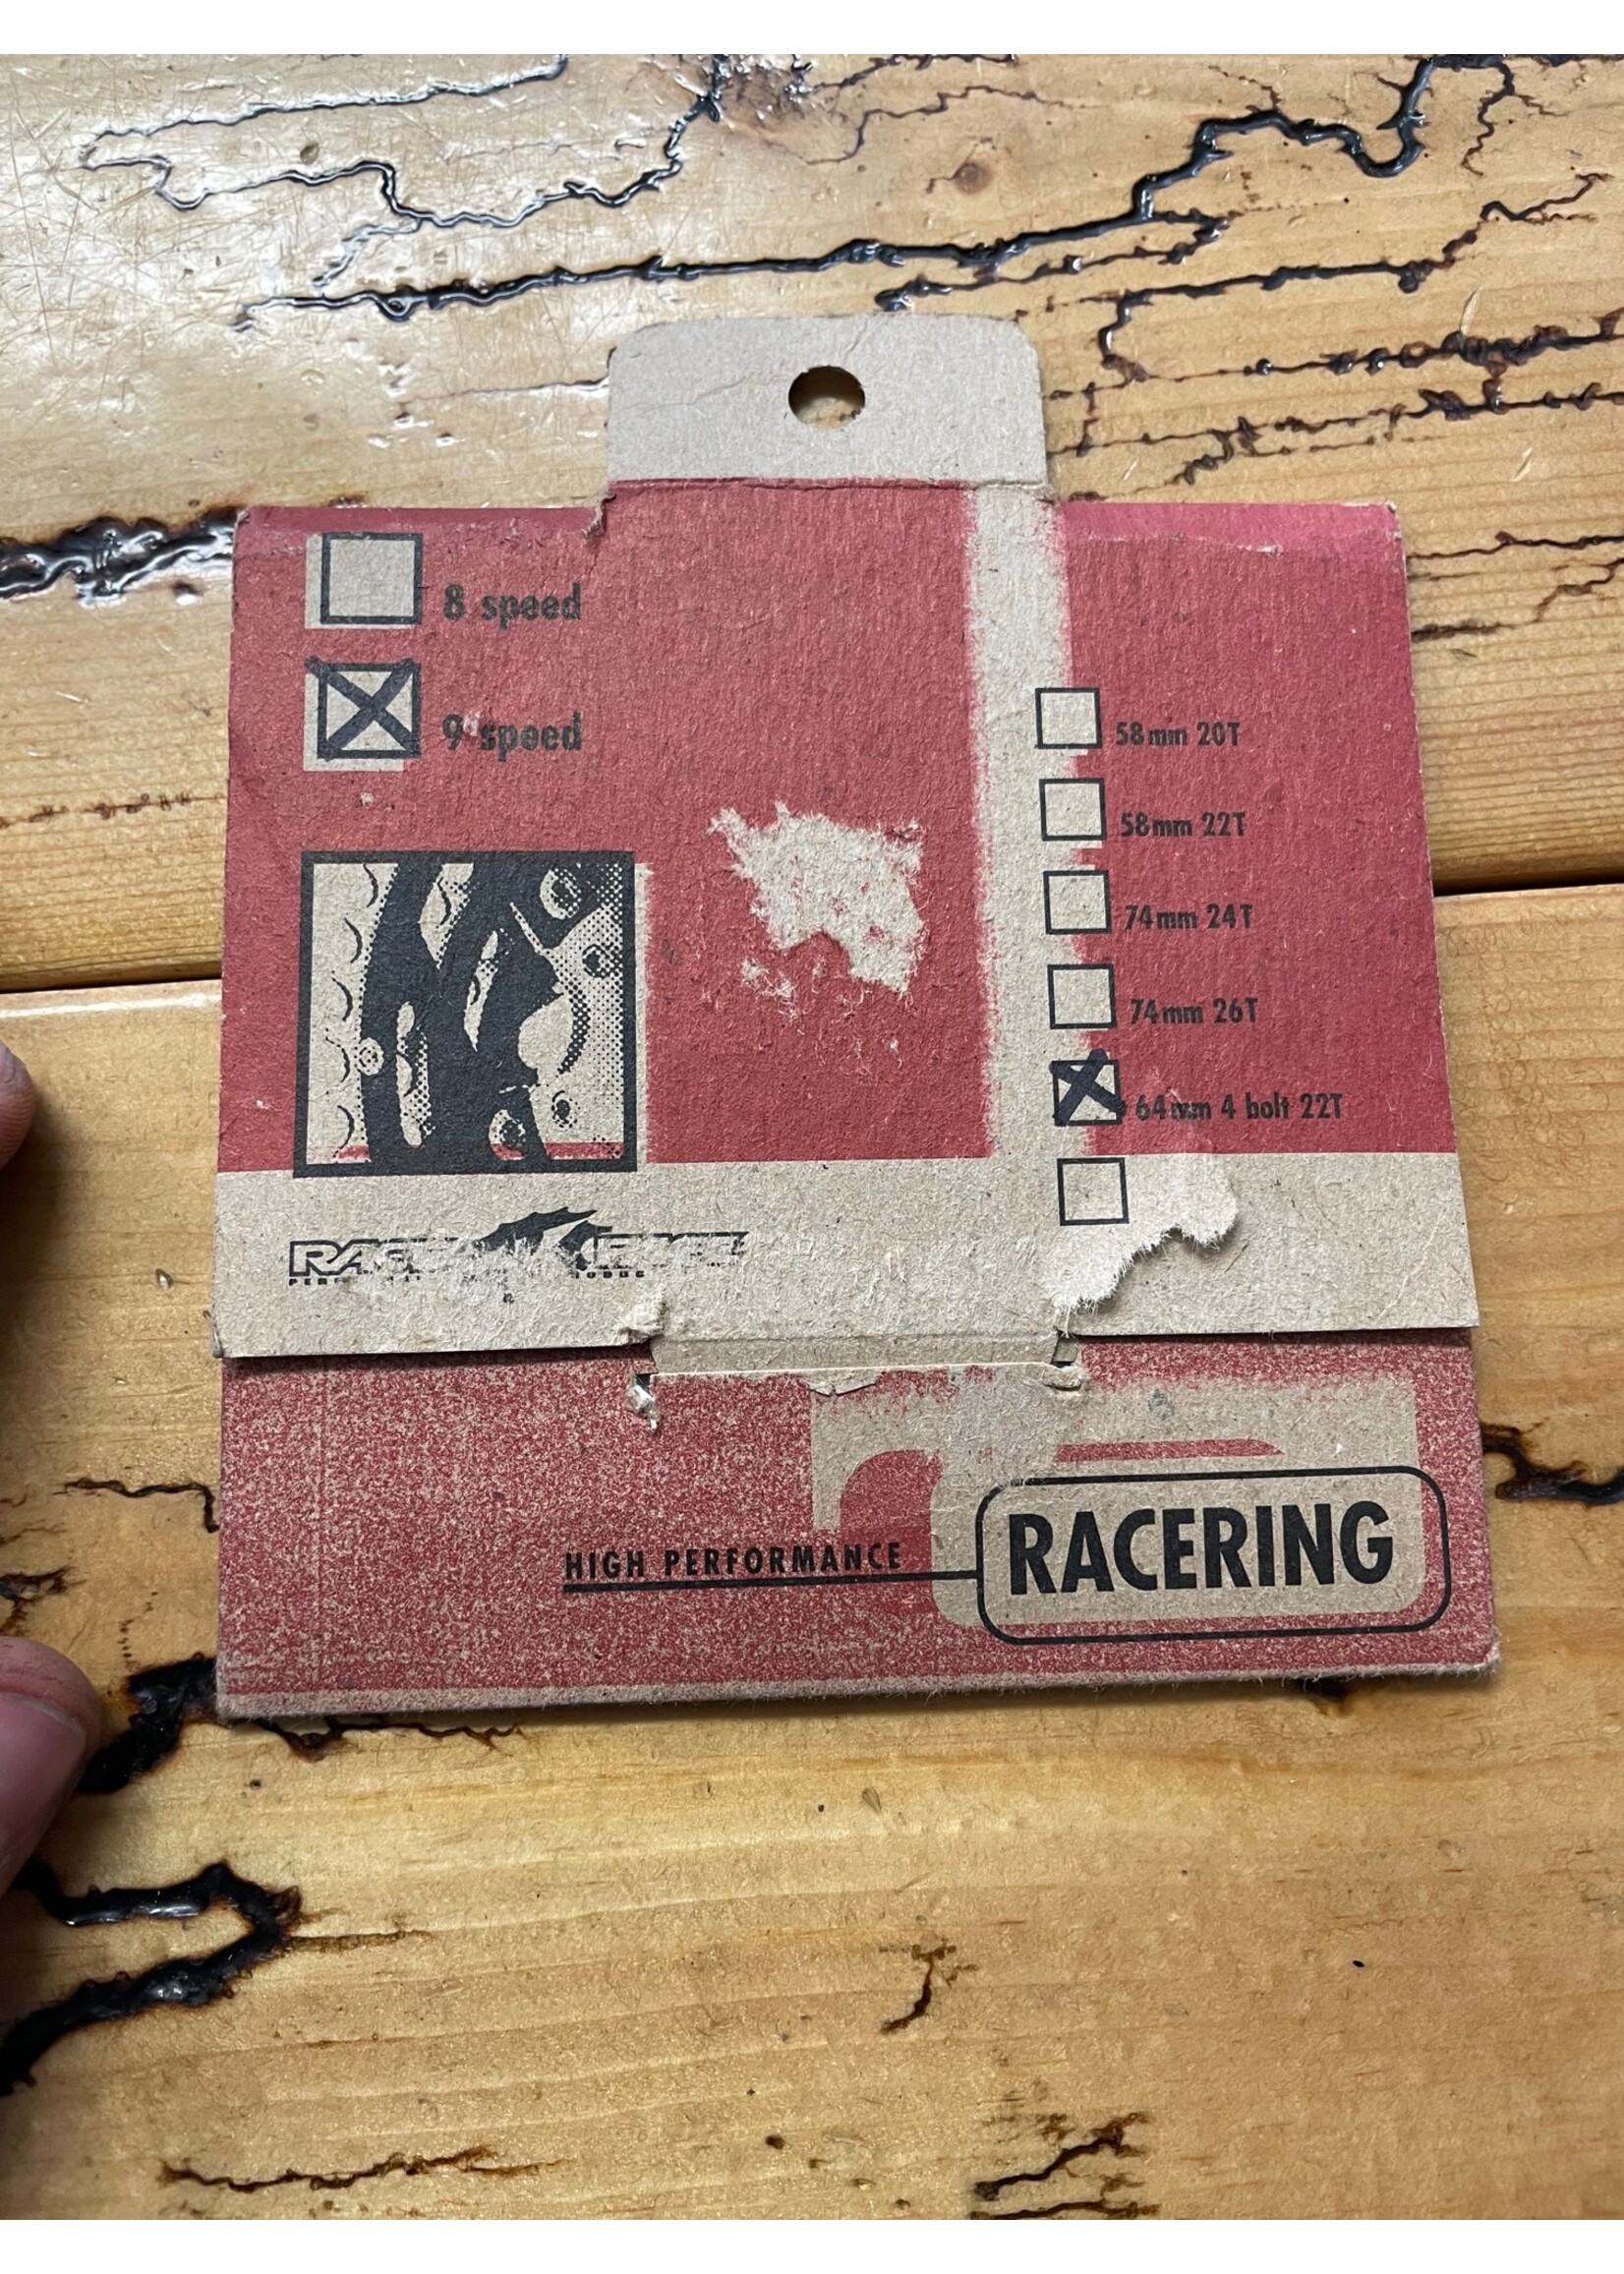 8 speed
9 speed
58mm 20T
58mm 22T
74mm 24T
74mm 26T
64mm 4 bolt 22T
HIGH PERFORMANCE
RACERING